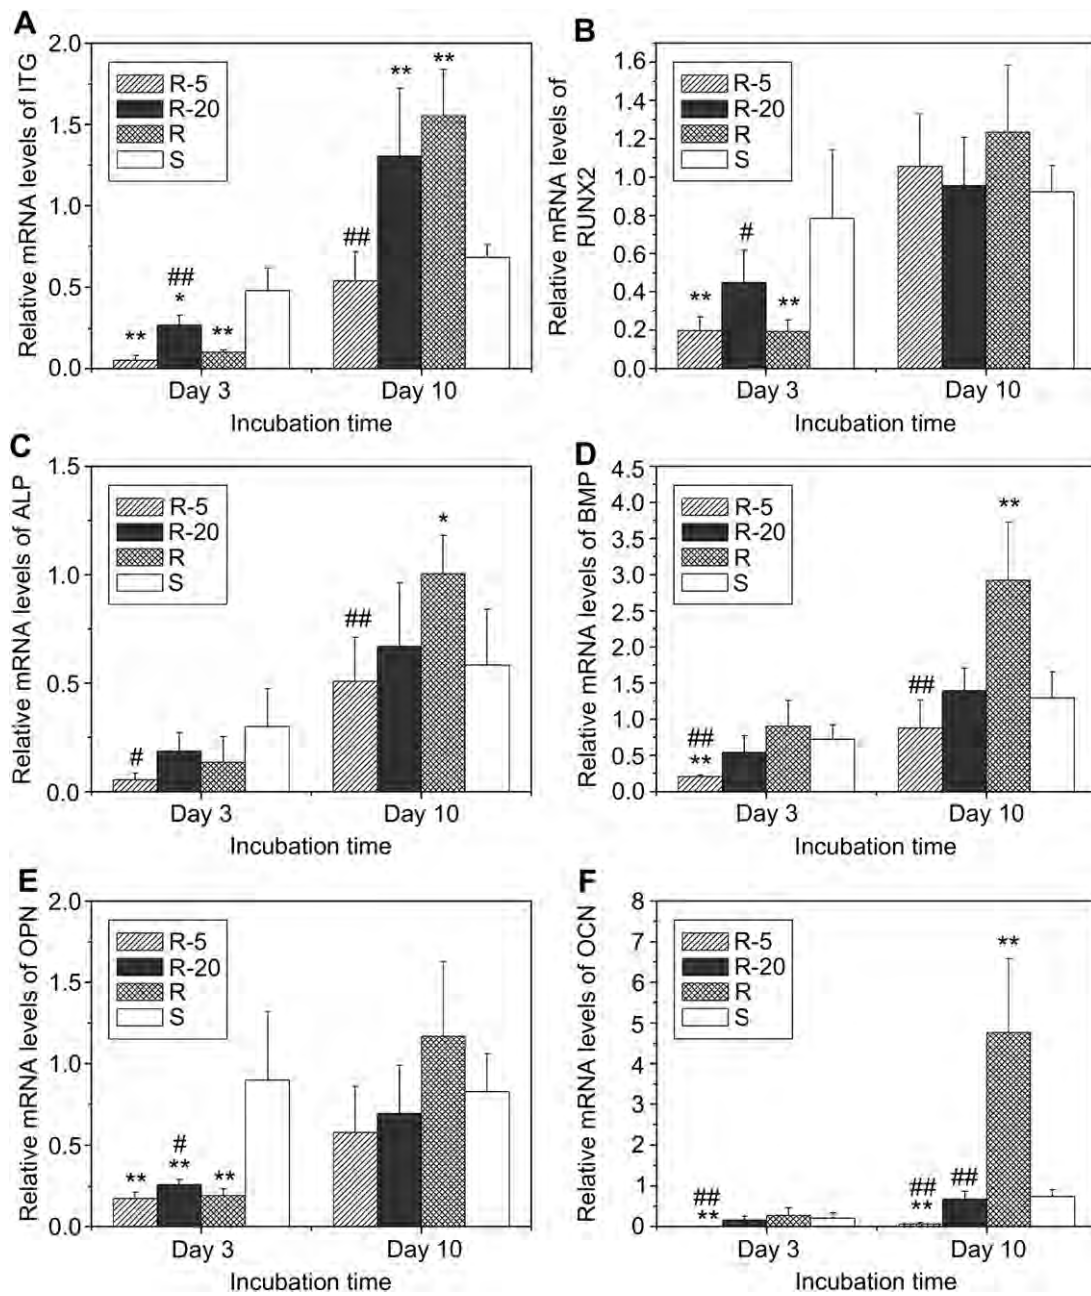 A
Relative mRNA levels of ITG
2.0
1.5
1.0
0.5
0.0
R-5
R-20
R
S
**
##
*
**
##
**
**
Day 3
Day 10
Incubation time
B
Relative mRNA levels of
RUNX2
1.6
1.4
1.2
1.0
0.8
0.6
0.4
0.2
0.0
R-5
R-20
R
S
**
#
**
Day 3
Day 10
Incubation time
C
Relative mRNA levels of ALP
1.5
1.0
0.5
0.0
R-5
R-20
R
S
#
##
*
Day 3
Day 10
Incubation time
D
Relative mRNA levels of BMP
4.5
4.0
3.5
3.0
2.5
2.0
1.5
1.0
0.5
0.0
R-5
R-20
R
S
##
**
##
**
Day 3
Day 10
Incubation time
E
Relative mRNA levels of OPN
2.0
1.5
1.0
0.5
0.0
R-5
R-20
R
S
**
#
**
**
Day 3
Day 10
Incubation time
F
Relative mRNA levels of OCN
8
7
6
5
4
3
2
1
0
R-5
R-20
R
S
##
**
##
**
##
**
Day 3
Day 10
Incubation time